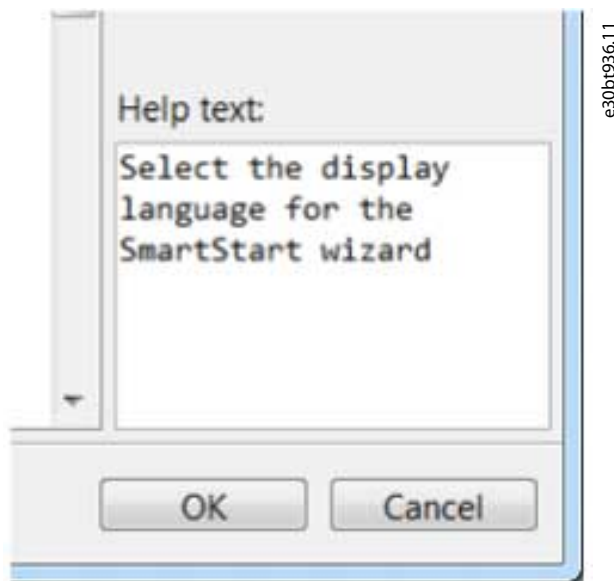 Help text:
Select the display
language for the
SmartStart wizard
OK Cancel
e30bt936.11